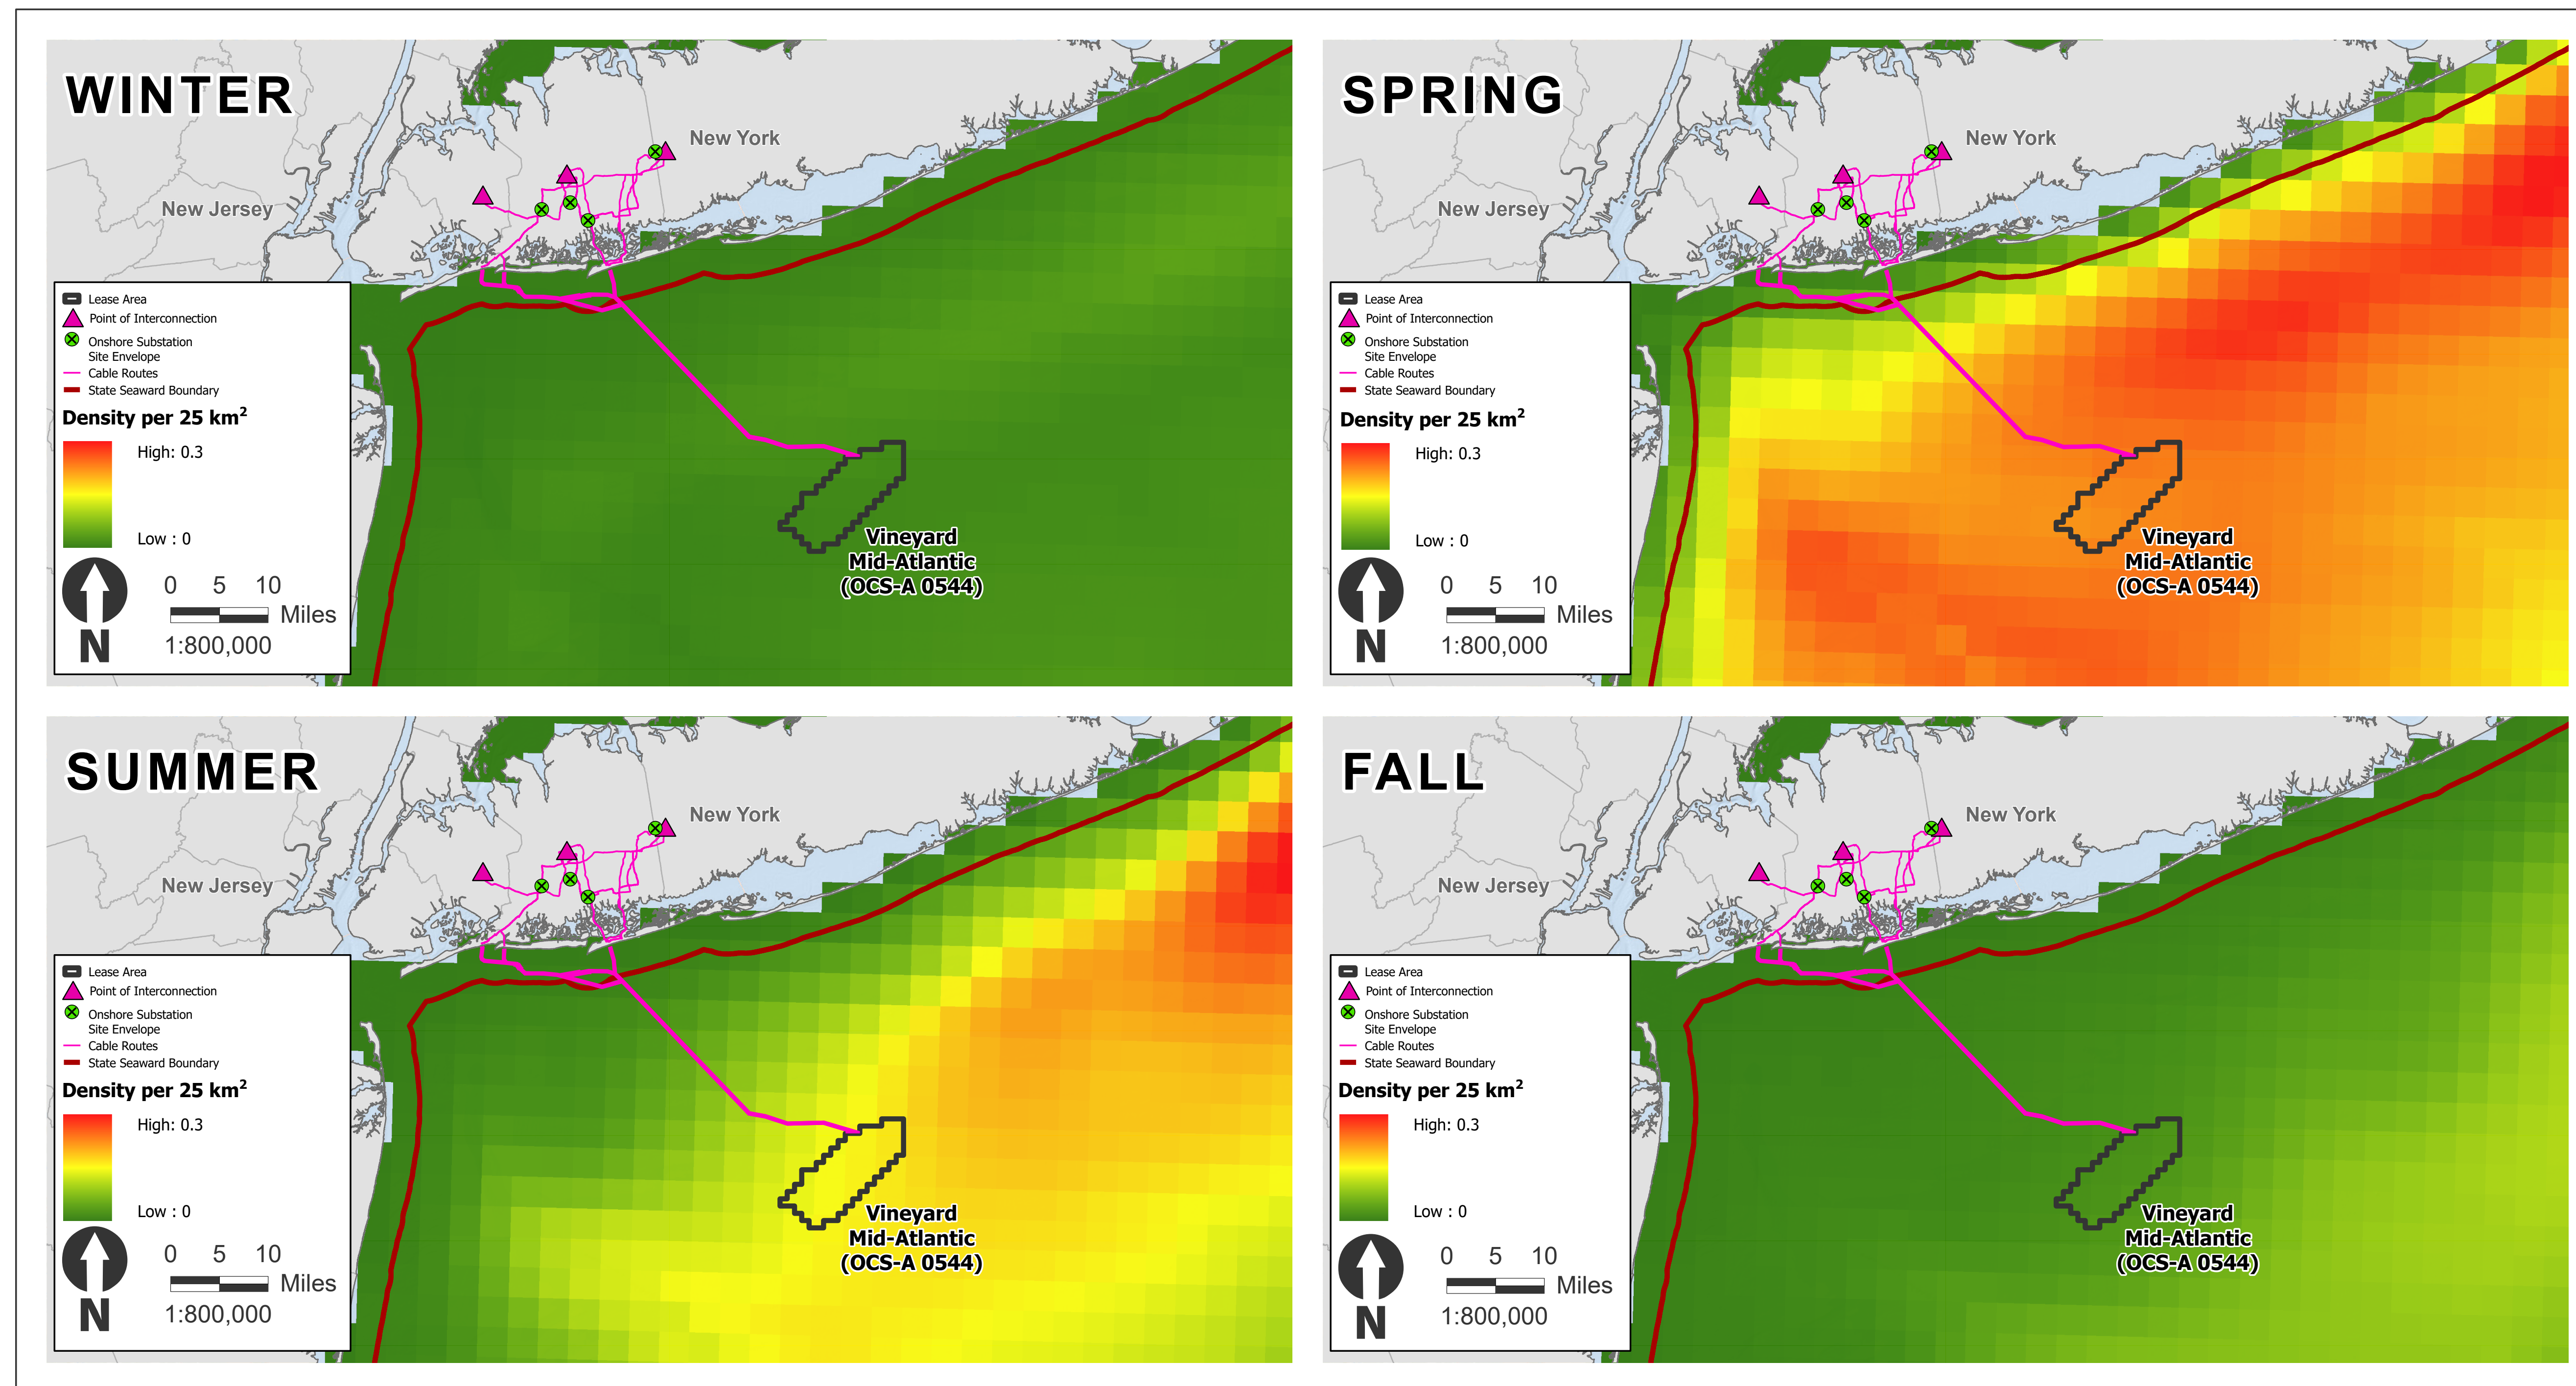 WINTER
New York
New Jersey
Lease Area
Point of Interconnection
Onshore Substation
Site Envelope
Cable Routes
State Seaward Boundary
Density per 25 km²
High: 0.3
Low : 0
0 5 10
Miles
1:800,000
N
Vineyard
Mid-Atlantic
(OCS-A 0544)
SPRING
New York
New Jersey
Lease Area
Point of Interconnection
Onshore Substation
Site Envelope
Cable Routes
State Seaward Boundary
Density per 25 km²
High: 0.3
Low : 0
0 5 10
Miles
1:800,000
N
Vineyard
Mid-Atlantic
(OCS-A 0544)
SUMMER
New York
New Jersey
Lease Area
Point of Interconnection
Onshore Substation
Site Envelope
Cable Routes
State Seaward Boundary
Density per 25 km²
High: 0.3
Low : 0
0 5 10
Miles
1:800,000
N
Vineyard
Mid-Atlantic
(OCS-A 0544)
FALL
New York
New Jersey
Lease Area
Point of Interconnection
Onshore Substation
Site Envelope
Cable Routes
State Seaward Boundary
Density per 25 km²
High: 0.3
Low : 0
0 5 10
Miles
1:800,000
N
Vineyard
Mid-Atlantic
(OCS-A 0544)